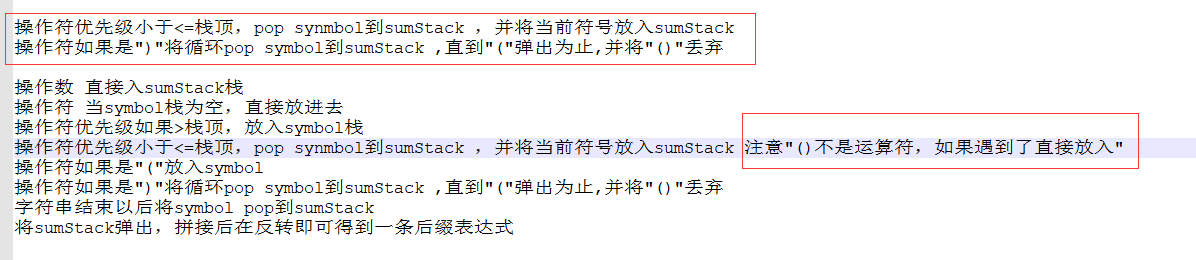 操作符优先级小于<=栈顶，pop synmbol到sumStack ，并将当前符号放入sumStack
操作符如果是")"将循环pop symbol到sumStack ,直到"("弹出为止,并将"()"丢弃
操作数 直接入sumStack栈
操作符 当symbol栈为空，直接放进去
操作符优先级如果>栈顶，放入symbol栈
操作符优先级小于<=栈顶，pop synmbol到sumStack ，并将当前符号放入sumStack 注意"()不是运算符，如果遇到了直接放入"
操作符如果是"("放入symbol
操作符如果是")"将循环pop symbol到sumStack ,直到"("弹出为止,并将"()"丢弃
字符串结束以后将symbol pop到sumStack
将sumStack弹出，拼接后在反转即可得到一条后缀表达式